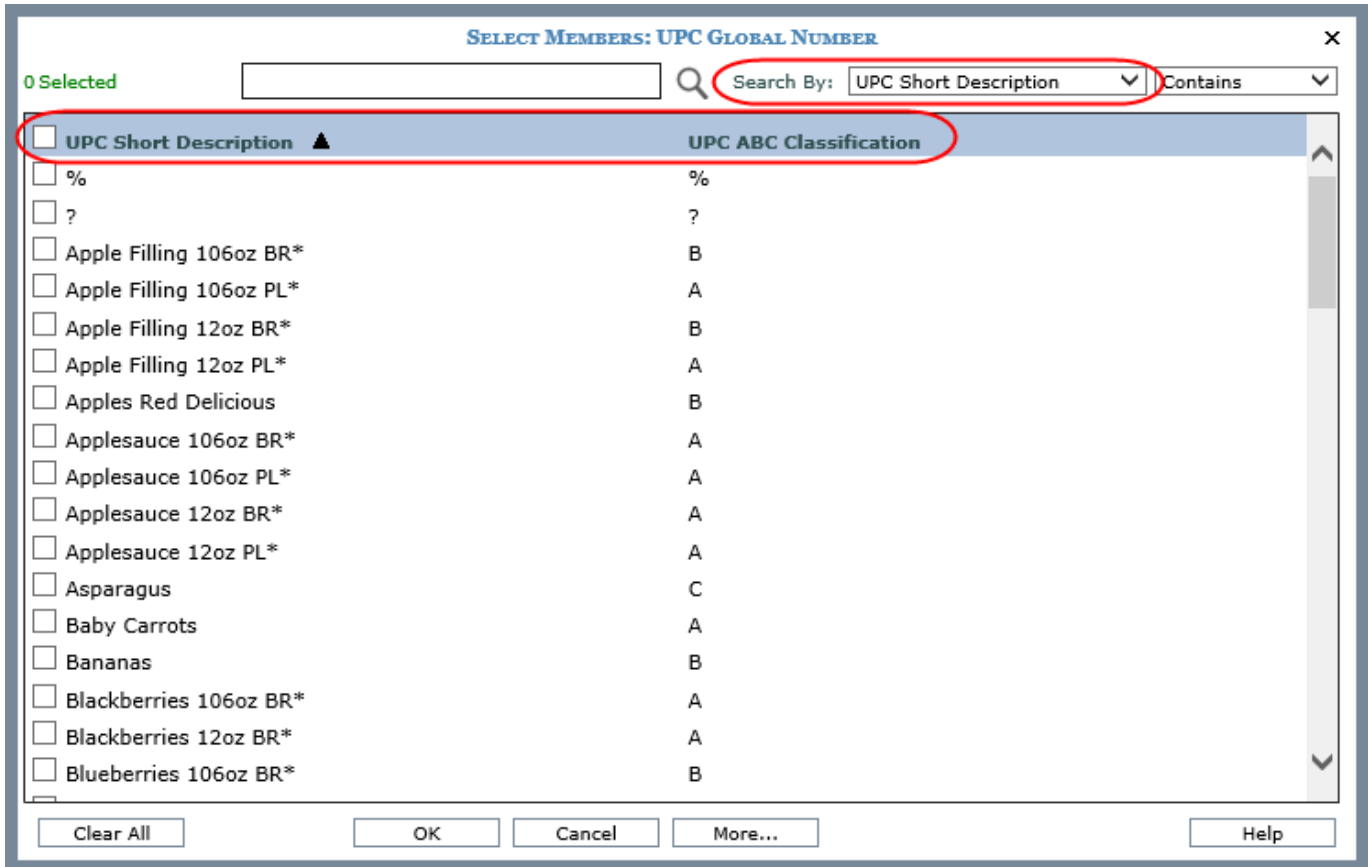 SELECT MEMBERS: UPC GLOBAL NUMBER ×
0 Selected Search By: UPC Short Description Contains
UPC Short Description ▲ UPC ABC Classification
% %
? ?
Apple Filling 106oz BR* B
Apple Filling 106oz PL* A
Apple Filling 12oz BR* B
Apple Filling 12oz PL* A
Apples Red Delicious B
Applesauce 106oz BR* A
Applesauce 106oz PL* A
Applesauce 12oz BR* A
Applesauce 12oz PL* A
Asparagus C
Baby Carrots A
Bananas B
Blackberries 106oz BR* A
Blackberries 12oz BR* A
Blueberries 106oz BR* B
Clear All OK Cancel More... Help